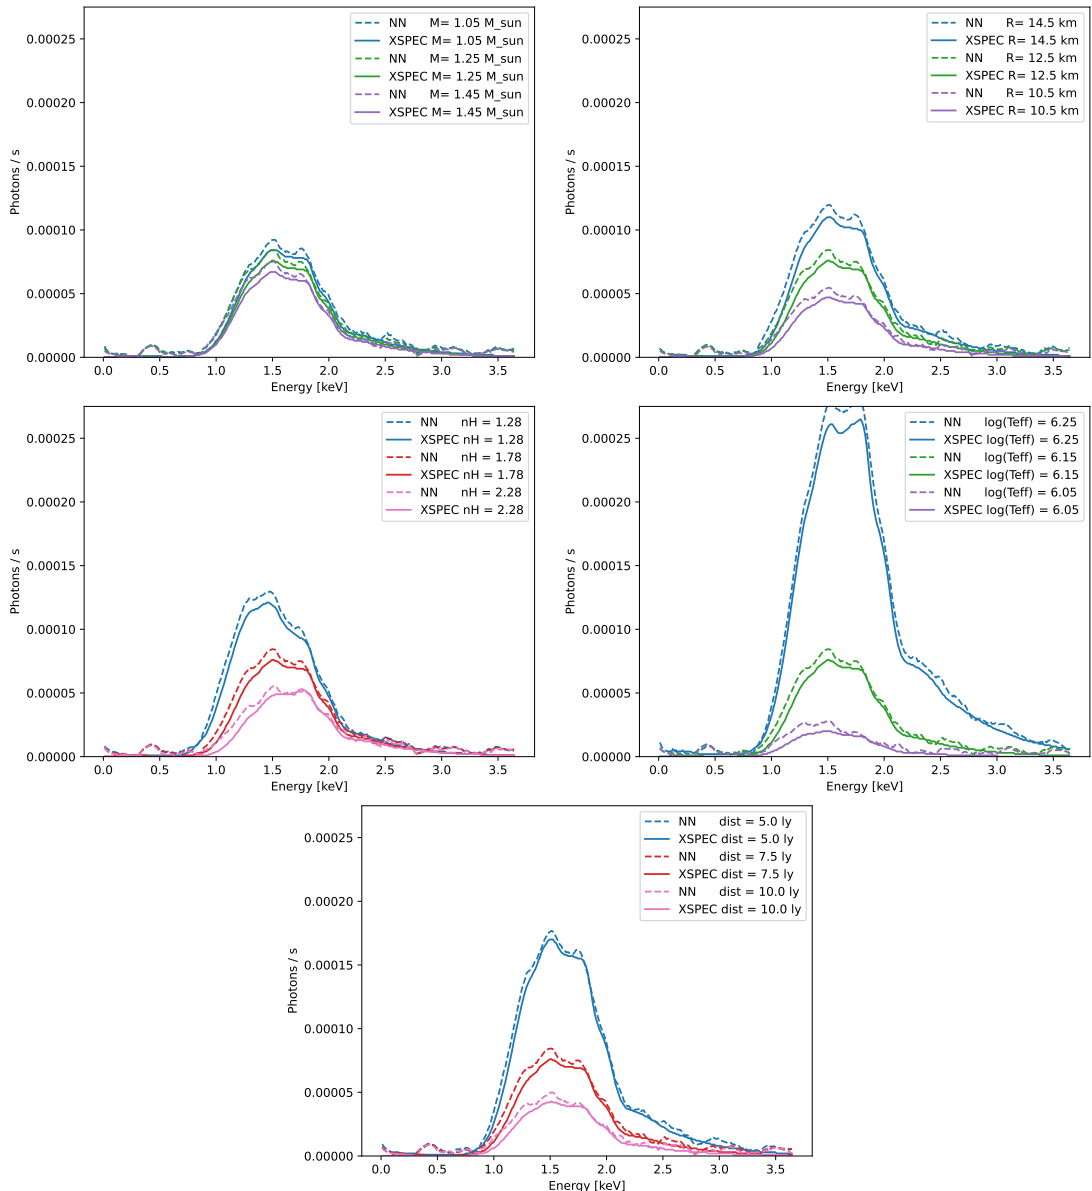 0.00025
0.00020
0.00015
0.00010
0.00005
0.00000
Photons / s
NN M= 1.05 M_sun
XSPEC M= 1.05 M_sun
NN M= 1.25 M_sun
XSPEC M= 1.25 M_sun
NN M= 1.45 M_sun
XSPEC M= 1.45 M_sun
0.0 0.5 1.0 1.5 2.0 2.5 3.0 3.5
Energy [keV]
0.00025
0.00020
0.00015
0.00010
0.00005
0.00000
Photons / s
NN R= 14.5 km
XSPEC R= 14.5 km
NN R= 12.5 km
XSPEC R= 12.5 km
NN R= 10.5 km
XSPEC R= 10.5 km
0.0 0.5 1.0 1.5 2.0 2.5 3.0 3.5
Energy [keV]
0.00025
0.00020
0.00015
0.00010
0.00005
0.00000
Photons / s
NN nH = 1.28
XSPEC nH = 1.28
NN nH = 1.78
XSPEC nH = 1.78
NN nH = 2.28
XSPEC nH = 2.28
0.0 0.5 1.0 1.5 2.0 2.5 3.0 3.5
Energy [keV]
0.00025
0.00020
0.00015
0.00010
0.00005
0.00000
Photons / s
NN log(Teff) = 6.25
XSPEC log(Teff) = 6.25
NN log(Teff) = 6.15
XSPEC log(Teff) = 6.15
NN log(Teff) = 6.05
XSPEC log(Teff) = 6.05
0.0 0.5 1.0 1.5 2.0 2.5 3.0 3.5
Energy [keV]
0.00025
0.00020
0.00015
0.00010
0.00005
0.00000
Photons / s
NN dist = 5.0 ly
XSPEC dist = 5.0 ly
NN dist = 7.5 ly
XSPEC dist = 7.5 ly
NN dist = 10.0 ly
XSPEC dist = 10.0 ly
0.0 0.5 1.0 1.5 2.0 2.5 3.0 3.5
Energy [keV]